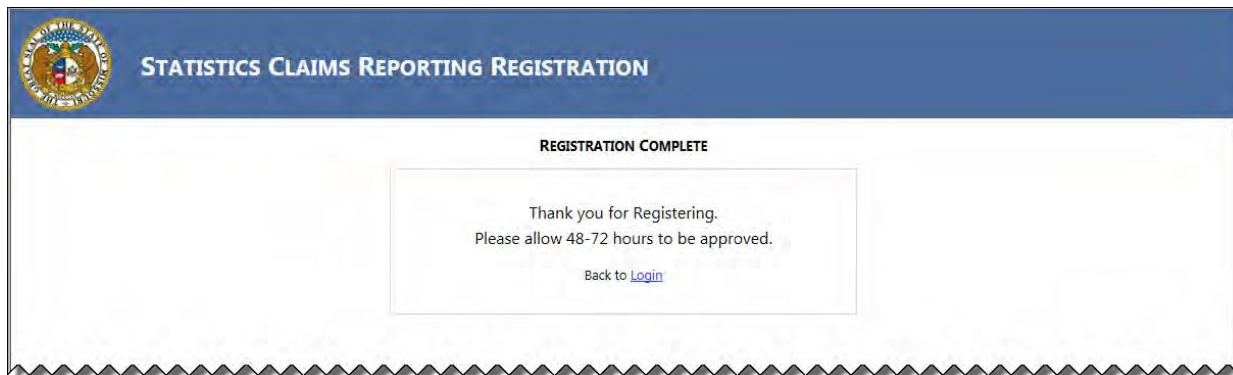 STATISTICS CLAIMS REPORTING REGISTRATION
REGISTRATION COMPLETE
Thank you for Registering.
Please allow 48-72 hours to be approved.
Back to Login